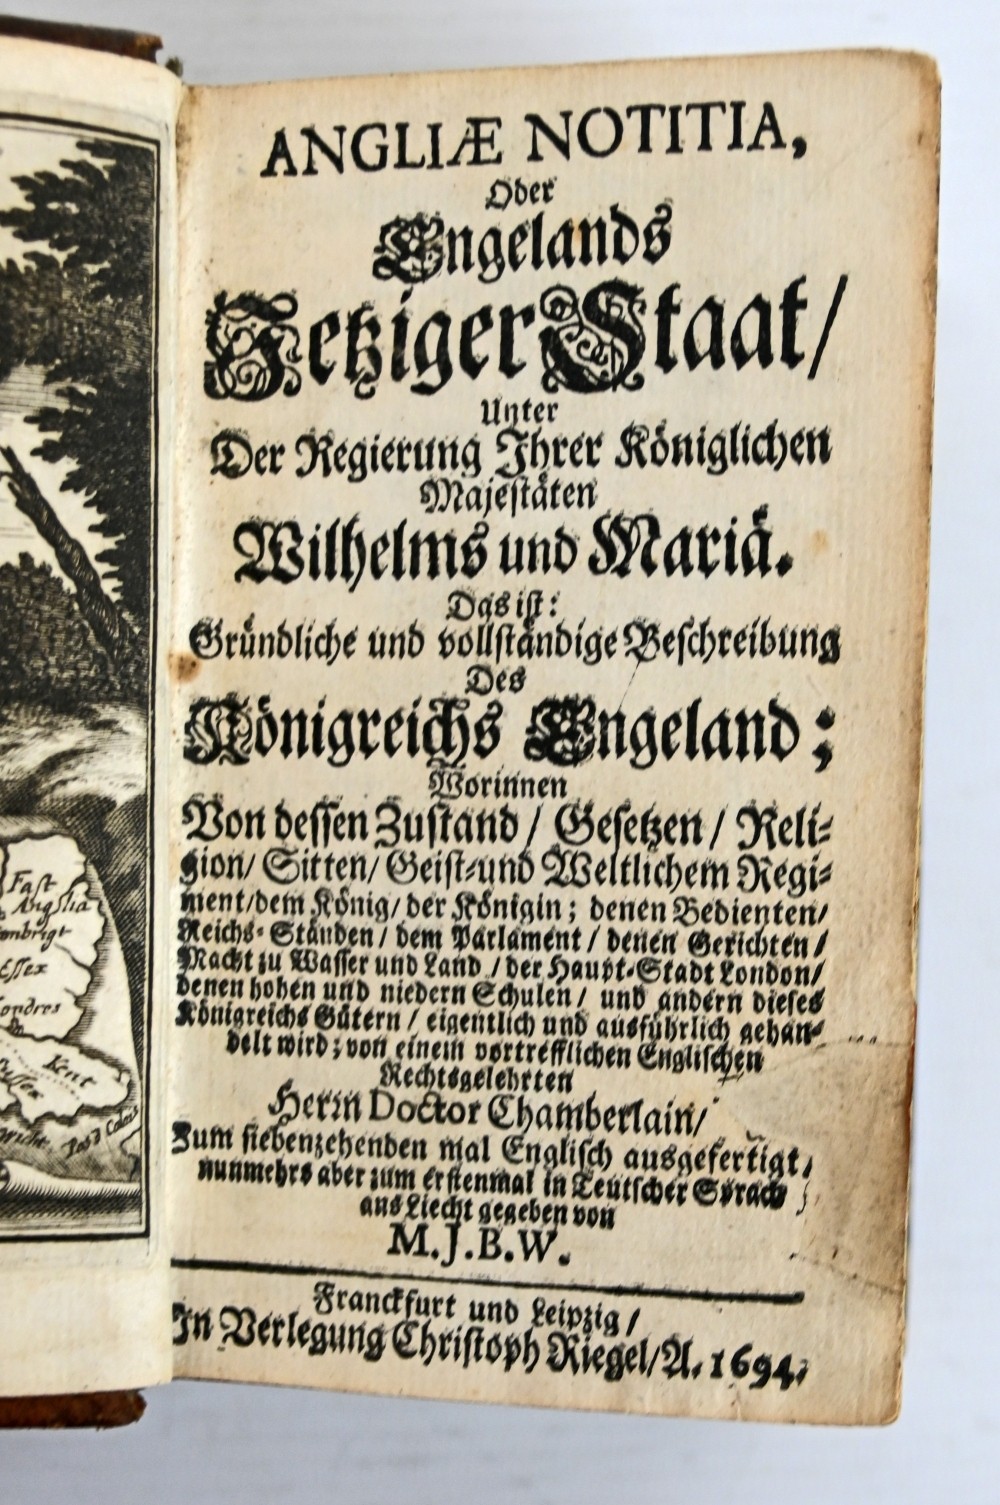 ANGLIÆ NOTITIA,
Oder
Engelands
Jetziger Staat/
Unter
Der Regierung Ihrer Königlichen
Majestäten
Wilhelms und Mariä.
Das ist:
Gründliche und vollständige Beschreibung
Des
Königreichs Engeland;
Worinnen
Von dessen Zustand/ Gesetzen/ Reli-
gion/ Sitten/ Geist- und Weltlichem Regi-
ment/ dem König/ der Königin; denen Bedienten/
Reichs-Ständen/ dem Parlament/ denen Gerichten/
Macht zu Wasser und Land/ der Haupt-Stadt London/
denen hohen und niedern Schulen/ und andern dieses
Königreichs Gütern/ eigentlich und ausführlich gehan-
delt wird; von einem vortrefflichen Englischen
Rechtsgelehrten
Herrn Doctor Chamberlain/
Zum siebenzehenden mal Englisch ausgefertigt,
nunmehro aber zum erstenmal in Teutscher Sprach
ans Liecht gegeben von
M. J. B. W.
Franckfurt und Leipzig/
In Verlegung Christoph Riegel/ A. 1694.
East
Anglia
Essex
Londres
Kent
Sussex
Pas d Calais